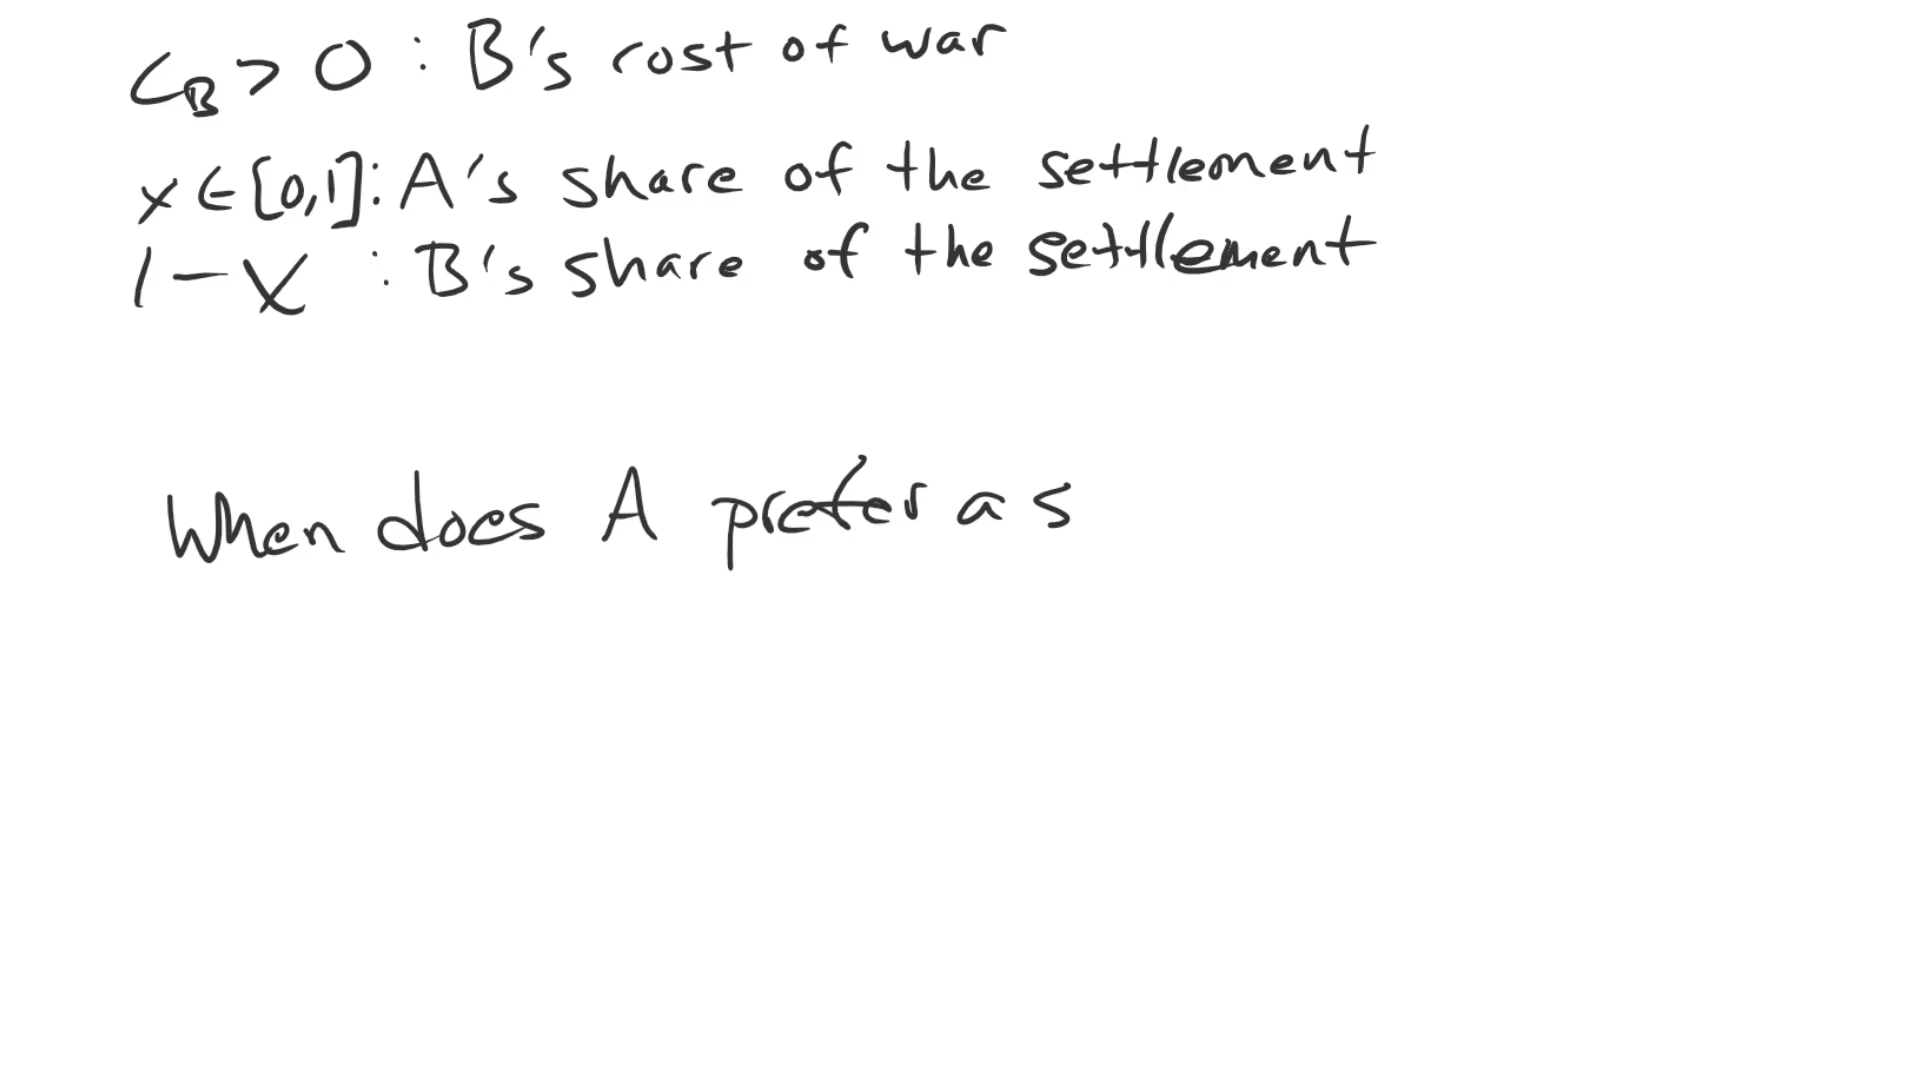 C_B > 0 : B's cost of war
x ∈ [0,1]: A's share of the settlement
1 - x : B's share of the settlement
When does A prefer a s